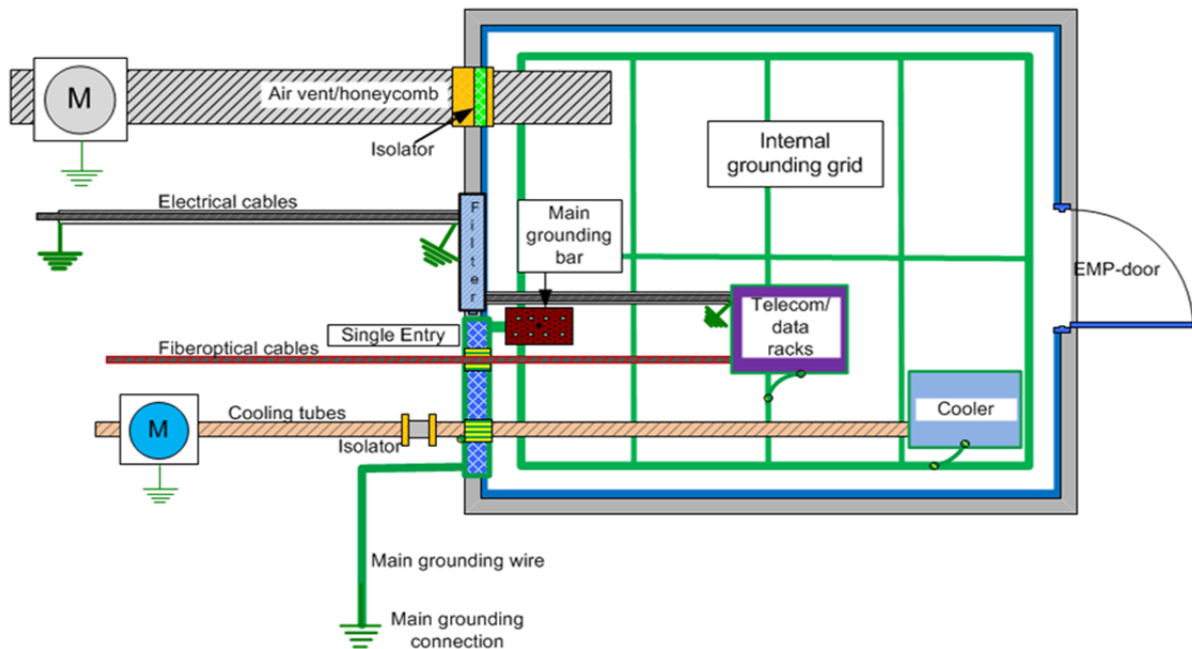 M
Air vent/honeycomb
Isolator
Internal
grounding grid
Electrical cables
Filter
Main
grounding
bar
EMP-door
Single Entry
Telecom/
data
racks
Fiberoptical cables
Cooling tubes
M
Isolator
Cooler
Main grounding wire
Main grounding
connection